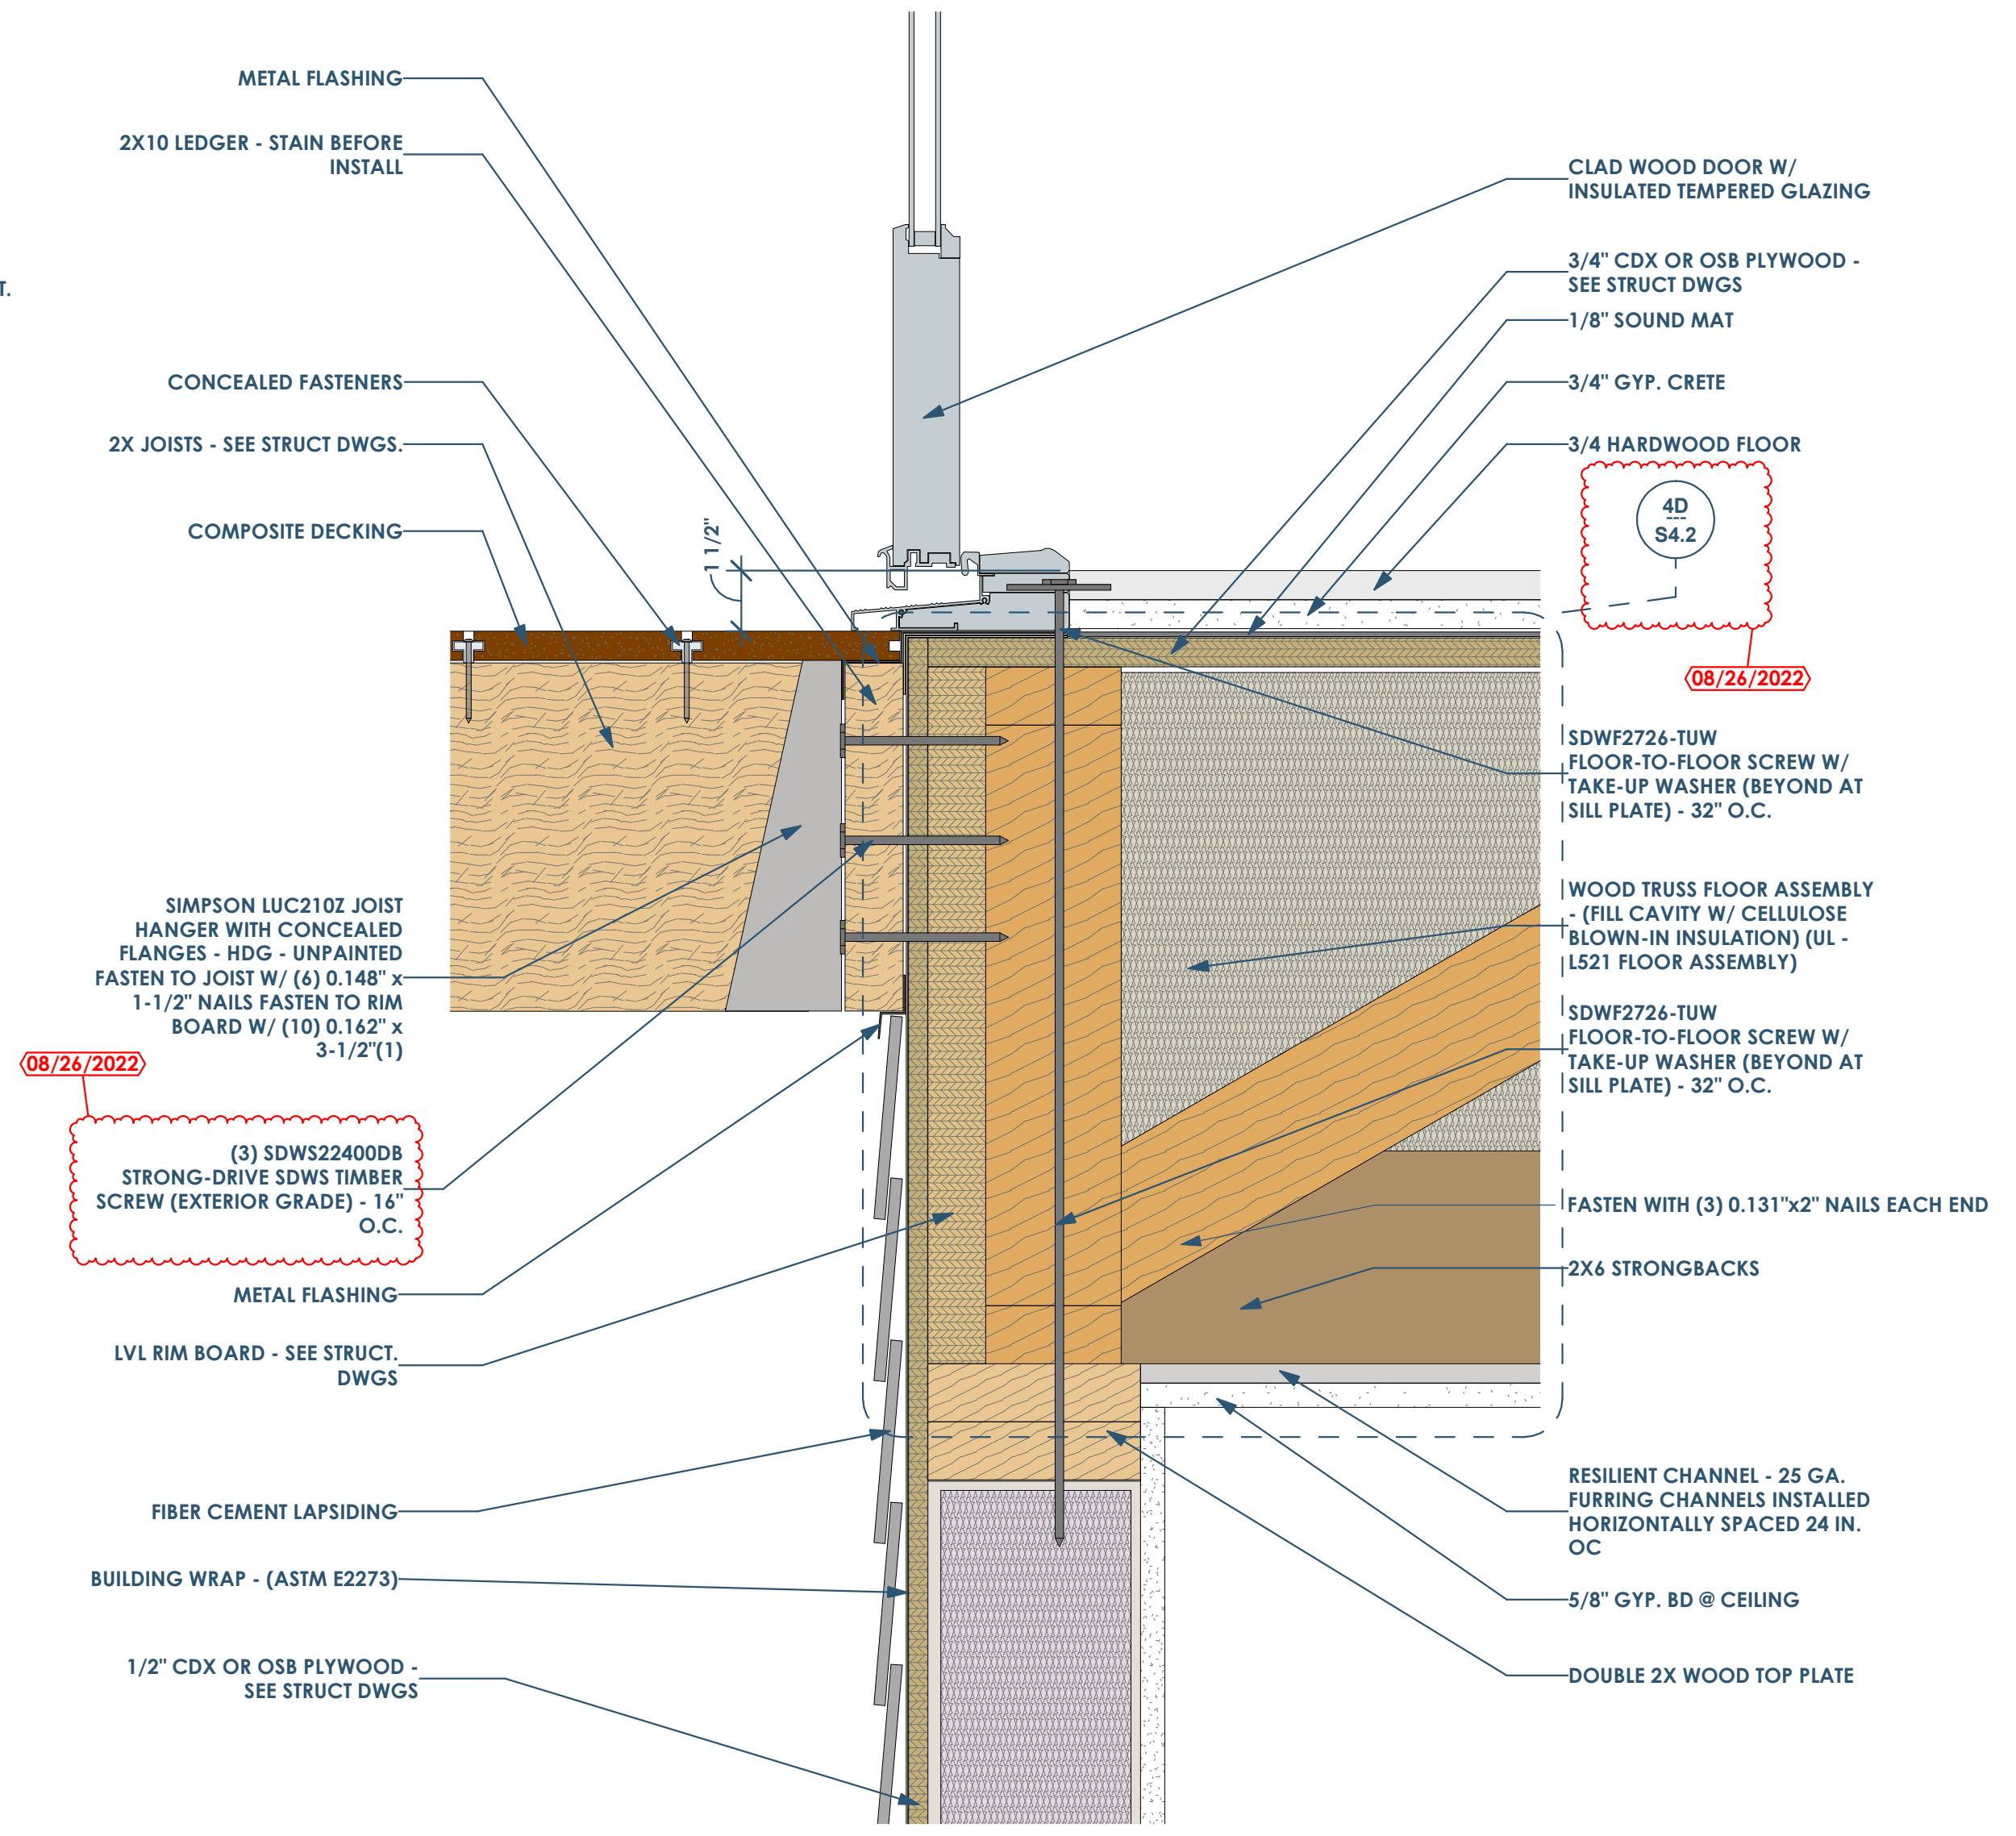 METAL FLASHING
2X10 LEDGER - STAIN BEFORE
INSTALL
T.
CONCEALED FASTENERS
2X JOISTS - SEE STRUCT DWGS.
COMPOSITE DECKING
1 1/2"
SIMPSON LUC210Z JOIST
HANGER WITH CONCEALED
FLANGES - HDG - UNPAINTED
FASTEN TO JOIST W/ (6) 0.148" x
1-1/2" NAILS FASTEN TO RIM
BOARD W/ (10) 0.162" x
3-1/2"(1)
08/26/2022
(3) SDWS22400DB
STRONG-DRIVE SDWS TIMBER
SCREW (EXTERIOR GRADE) - 16"
O.C.
METAL FLASHING
LVL RIM BOARD - SEE STRUCT.
DWGS
FIBER CEMENT LAPSIDING
BUILDING WRAP - (ASTM E2273)
1/2" CDX OR OSB PLYWOOD -
SEE STRUCT DWGS
CLAD WOOD DOOR W/
INSULATED TEMPERED GLAZING
3/4" CDX OR OSB PLYWOOD -
SEE STRUCT DWGS
1/8" SOUND MAT
3/4" GYP. CRETE
3/4 HARDWOOD FLOOR
4D
---
S4.2
08/26/2022
SDWF2726-TUW
FLOOR-TO-FLOOR SCREW W/
TAKE-UP WASHER (BEYOND AT
SILL PLATE) - 32" O.C.
WOOD TRUSS FLOOR ASSEMBLY
- (FILL CAVITY W/ CELLULOSE
BLOWN-IN INSULATION) (UL -
L521 FLOOR ASSEMBLY)
SDWF2726-TUW
FLOOR-TO-FLOOR SCREW W/
TAKE-UP WASHER (BEYOND AT
SILL PLATE) - 32" O.C.
FASTEN WITH (3) 0.131"x2" NAILS EACH END
2X6 STRONGBACKS
RESILIENT CHANNEL - 25 GA.
FURRING CHANNELS INSTALLED
HORIZONTALLY SPACED 24 IN.
OC
5/8" GYP. BD @ CEILING
DOUBLE 2X WOOD TOP PLATE